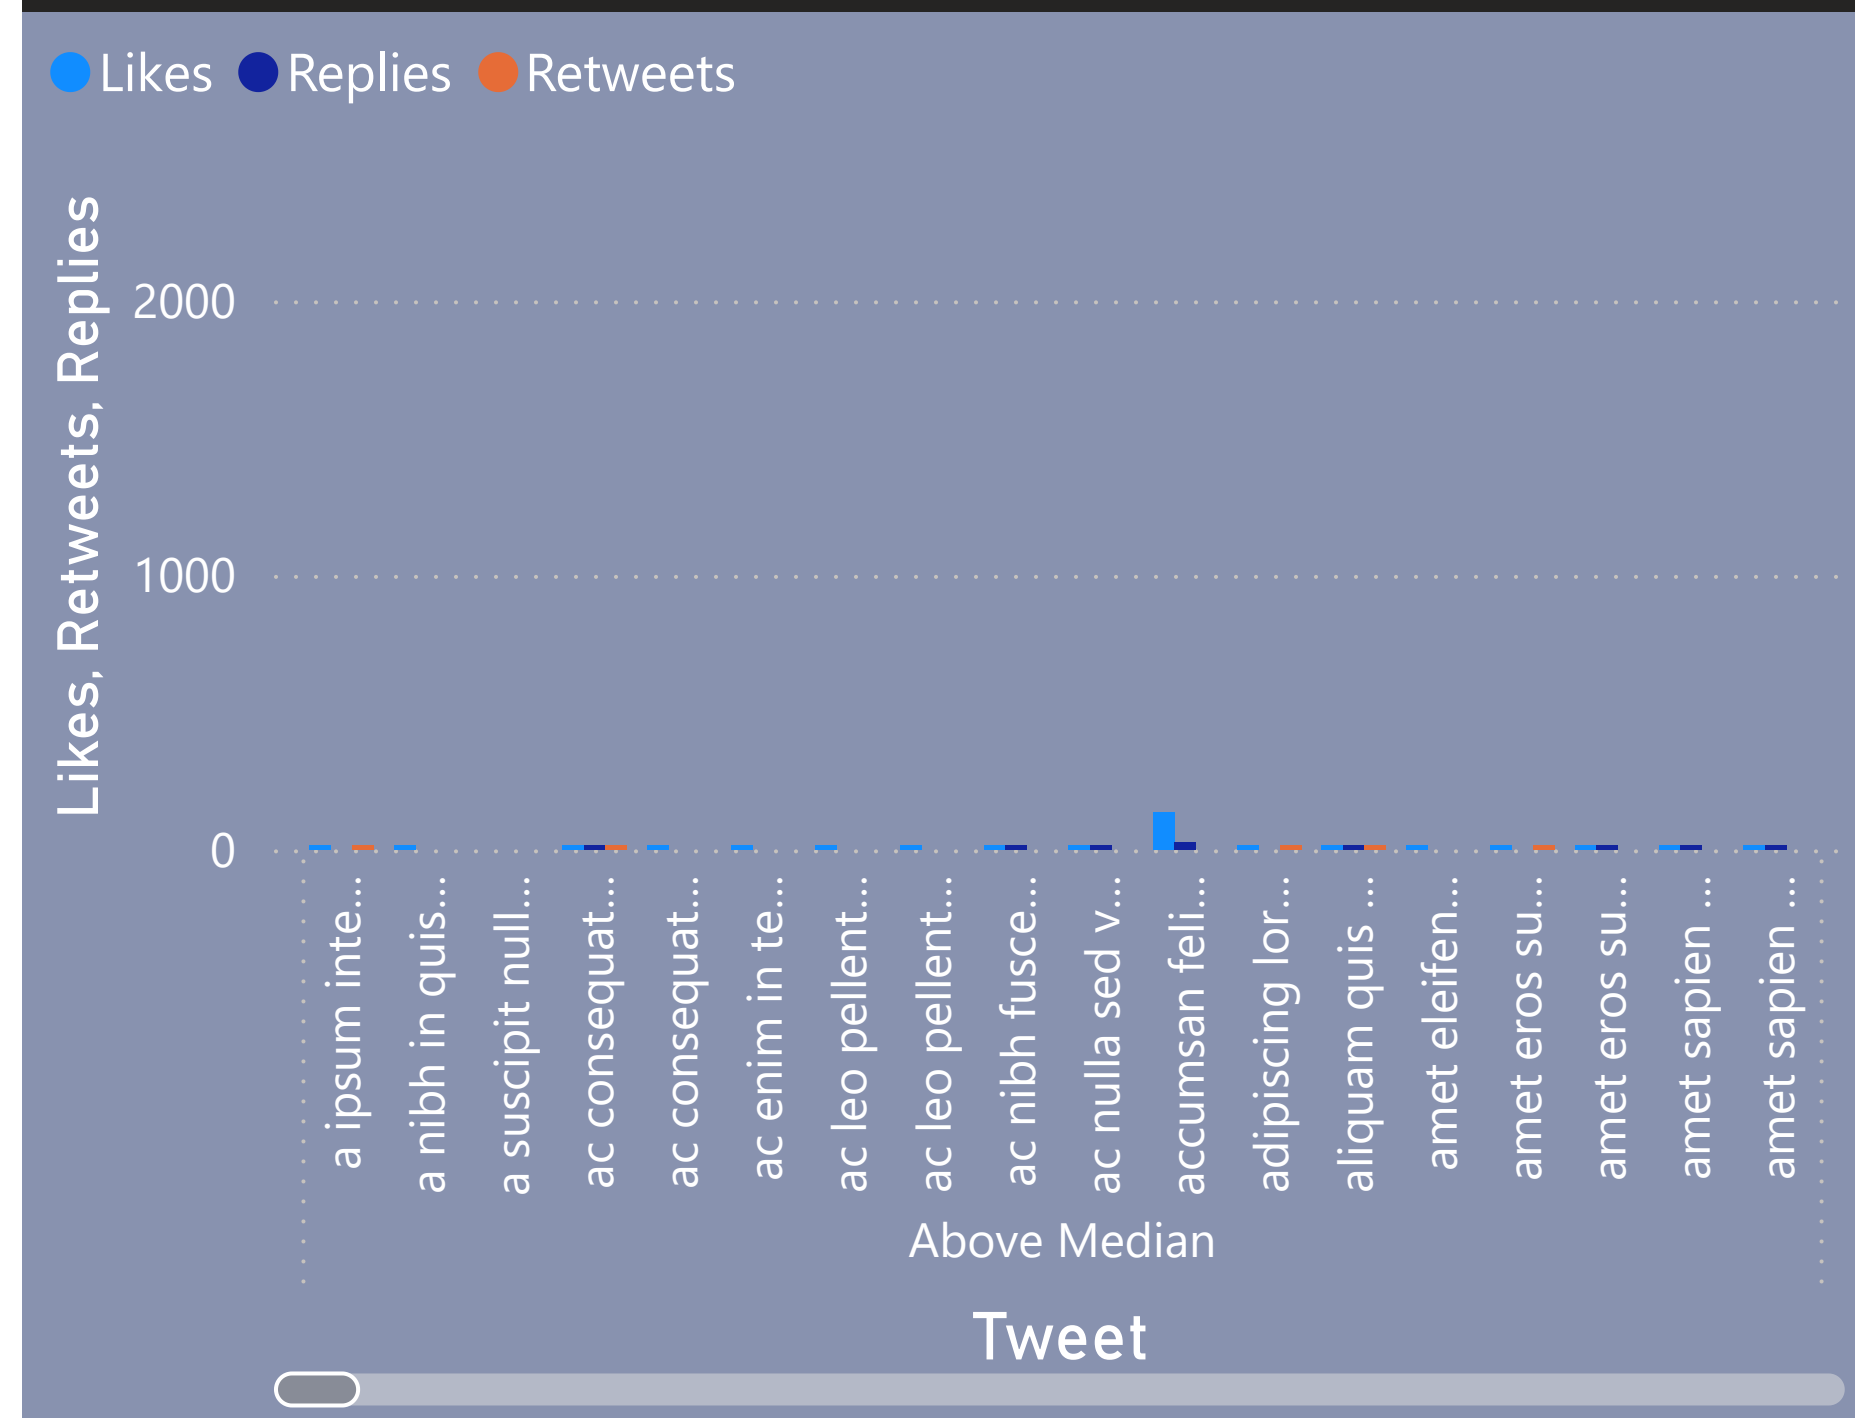 Likes Replies Retweets
Likes, Retweets, Replies
2000
1000
0
a ipsum inte...
a nibh in quis...
a suscipit null...
ac consequat...
ac consequat...
ac enim in te...
ac leo pellent...
ac leo pellent...
ac nibh fusce...
ac nulla sed v...
accumsan feli...
adipiscing lor...
aliquam quis ...
amet eleifen...
amet eros su...
amet eros su...
amet sapien ...
amet sapien ...
Above Median
Tweet